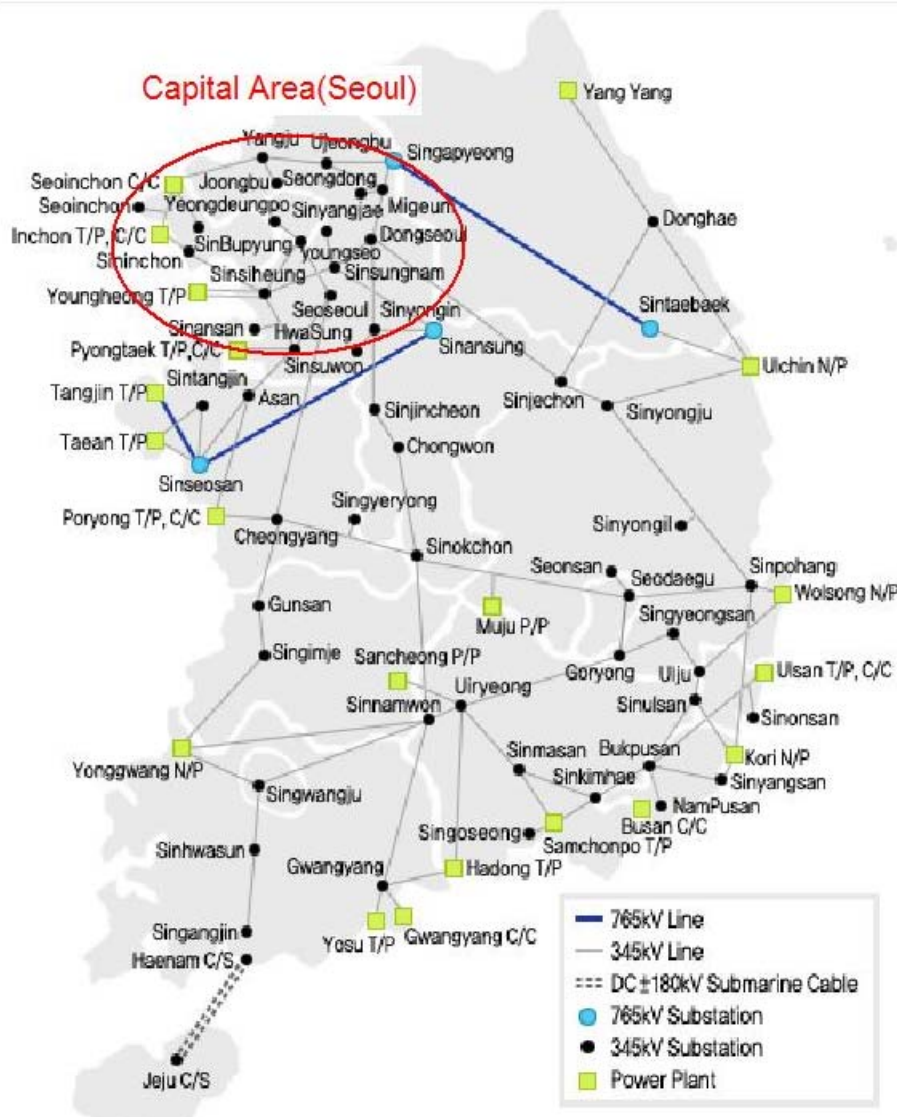 Capital Area(Seoul)
Yang Yang
Yangju
Ujeongbu
Singapyeong
Seoinchon C/C
Joongbu
Seongdong
Seoinchon
Yeongdeungpo
Sinyangjae
Migeum
Donghae
Inchon T/P, C/C
SinBupyung
youngseo
Dongseoul
Sininchon
Sinsiheung
Sinsungnam
Youngheong T/P
Seoseoul
Sinyongin
Sintaebaek
Sinansan
HwaSung
Sinansung
Pyongtaek T/P,C/C
Sinsuwon
Ulchin N/P
Sintangjin
Tangjin T/P
Asan
Sinjechon
Sinyongju
Sinjincheon
Taean T/P
Chongwon
Sinseosan
Singyeryong
Poryong T/P, C/C
Cheongyang
Sinyongil
Sinokchon
Seonsan
Seodaegu
Sinpohang
Wolsong N/P
Gunsan
Muju P/P
Singyeongsan
Singimje
Sancheong P/P
Goryong
Ulju
Ulsan T/P, C/C
Uiryeong
Sinnamwon
Sinulsan
Sinonsan
Yonggwang N/P
Sinmasan
Bukpusan
Kori N/P
Singwangju
Sinkimhae
Sinyangsan
NamPusan
Busan C/C
Singoseong
Samchonpo T/P
Sinhwasun
Gwangyang
Hadong T/P
Yosu T/P
Gwangyang C/C
Singangjin
Haenam C/S
Jeju C/S
765kV Line
345kV Line
DC±180kV Submarine Cable
765kV Substation
345kV Substation
Power Plant